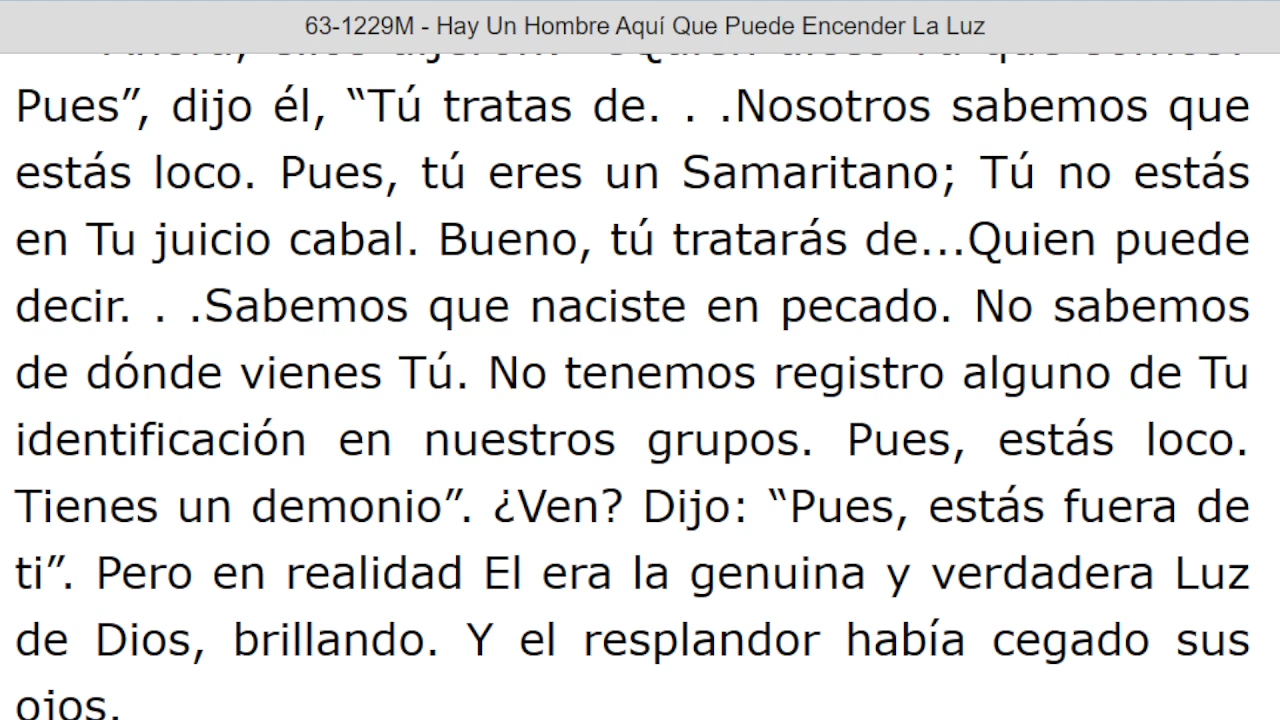 63-1229M - Hay Un Hombre Aquí Que Puede Encender La Luz
Pues”, dijo él, “Tú tratas de. . .Nosotros sabemos que
estás loco. Pues, tú eres un Samaritano; Tú no estás
en Tu juicio cabal. Bueno, tú tratarás de...Quien puede
decir. . .Sabemos que naciste en pecado. No sabemos
de dónde vienes Tú. No tenemos registro alguno de Tu
identificación en nuestros grupos. Pues, estás loco.
Tienes un demonio”. ¿Ven? Dijo: “Pues, estás fuera de
ti”. Pero en realidad El era la genuina y verdadera Luz
de Dios, brillando. Y el resplandor había cegado sus
ojos.